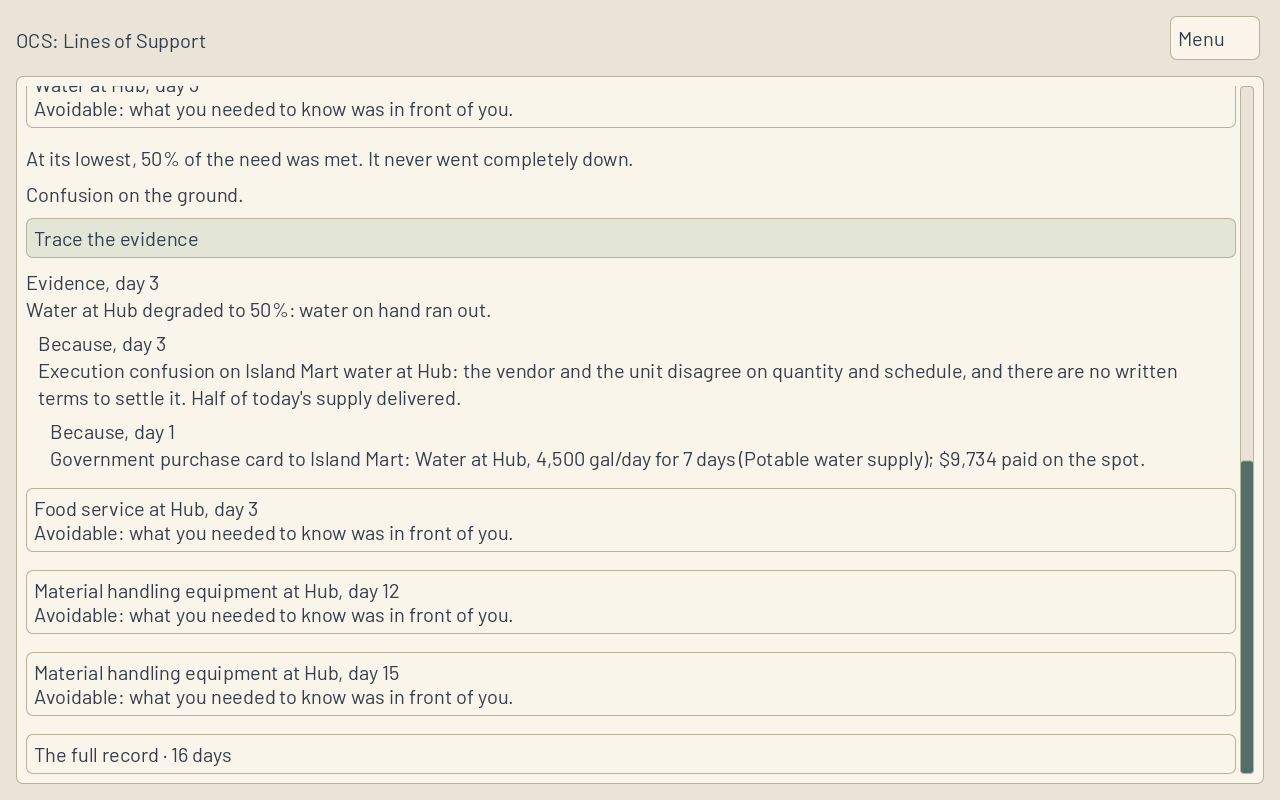 OCS: Lines of Support
Menu
Water at Hub, day 3
Avoidable: what you needed to know was in front of you.
At its lowest, 50% of the need was met. It never went completely down.
Confusion on the ground.
Trace the evidence
Evidence, day 3
Water at Hub degraded to 50%: water on hand ran out.
Because, day 3
Execution confusion on Island Mart water at Hub: the vendor and the unit disagree on quantity and schedule, and there are no written
terms to settle it. Half of today's supply delivered.
Because, day 1
Government purchase card to Island Mart: Water at Hub, 4,500 gal/day for 7 days (Potable water supply); $9,734 paid on the spot.
Food service at Hub, day 3
Avoidable: what you needed to know was in front of you.
Material handling equipment at Hub, day 12
Avoidable: what you needed to know was in front of you.
Material handling equipment at Hub, day 15
Avoidable: what you needed to know was in front of you.
The full record · 16 days